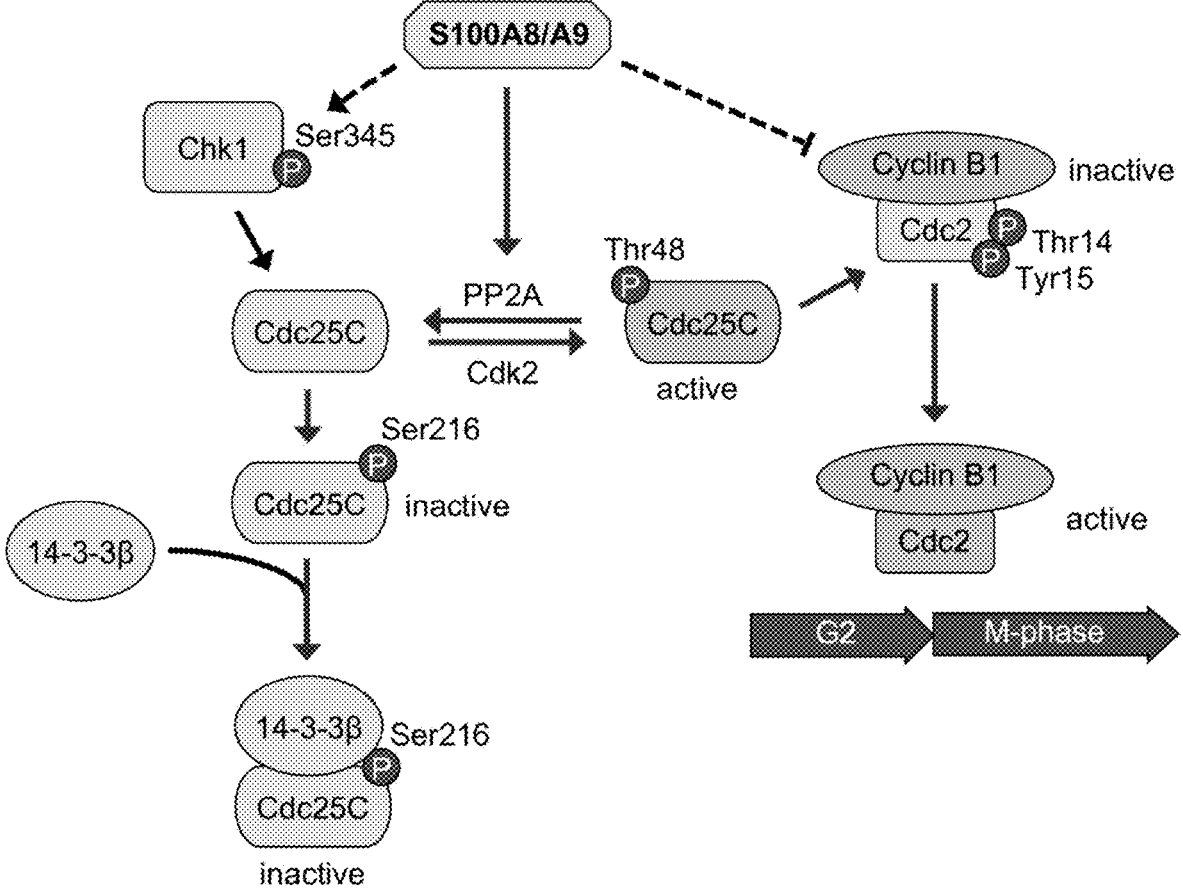 S100A8/A9
Chk1
Ser345
P
Cyclin B1
inactive
Cdc2
P
P
Thr14
Tyr15
Thr48
P
Cdc25C
PP2A
Cdk2
Cdc25C
active
Ser216
P
Cdc25C
inactive
Cyclin B1
Cdc2
active
14-3-3β
G2
M-phase
14-3-3β
Ser216
P
Cdc25C
inactive